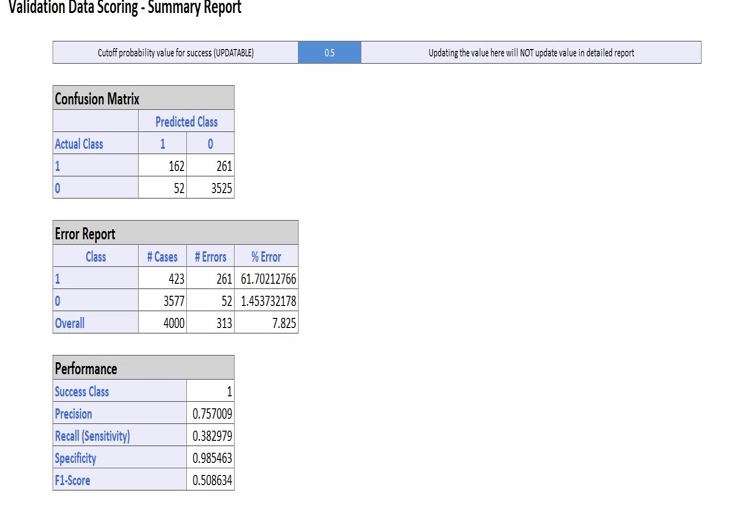 Validation Data Scoring - Summary Report
Cutoff probability value for success (UPDATABLE) 0.5 Updating the value here will NOT update value in detailed report
Confusion Matrix
Predicted Class
Actual Class 1 0
1 162 261
0 52 3525
Error Report
Class # Cases # Errors % Error
1 423 261 61.70212766
0 3577 52 1.453732178
Overall 4000 313 7.825
Performance
Success Class 1
Precision 0.757009
Recall (Sensitivity) 0.382979
Specificity 0.985463
F1-Score 0.508634